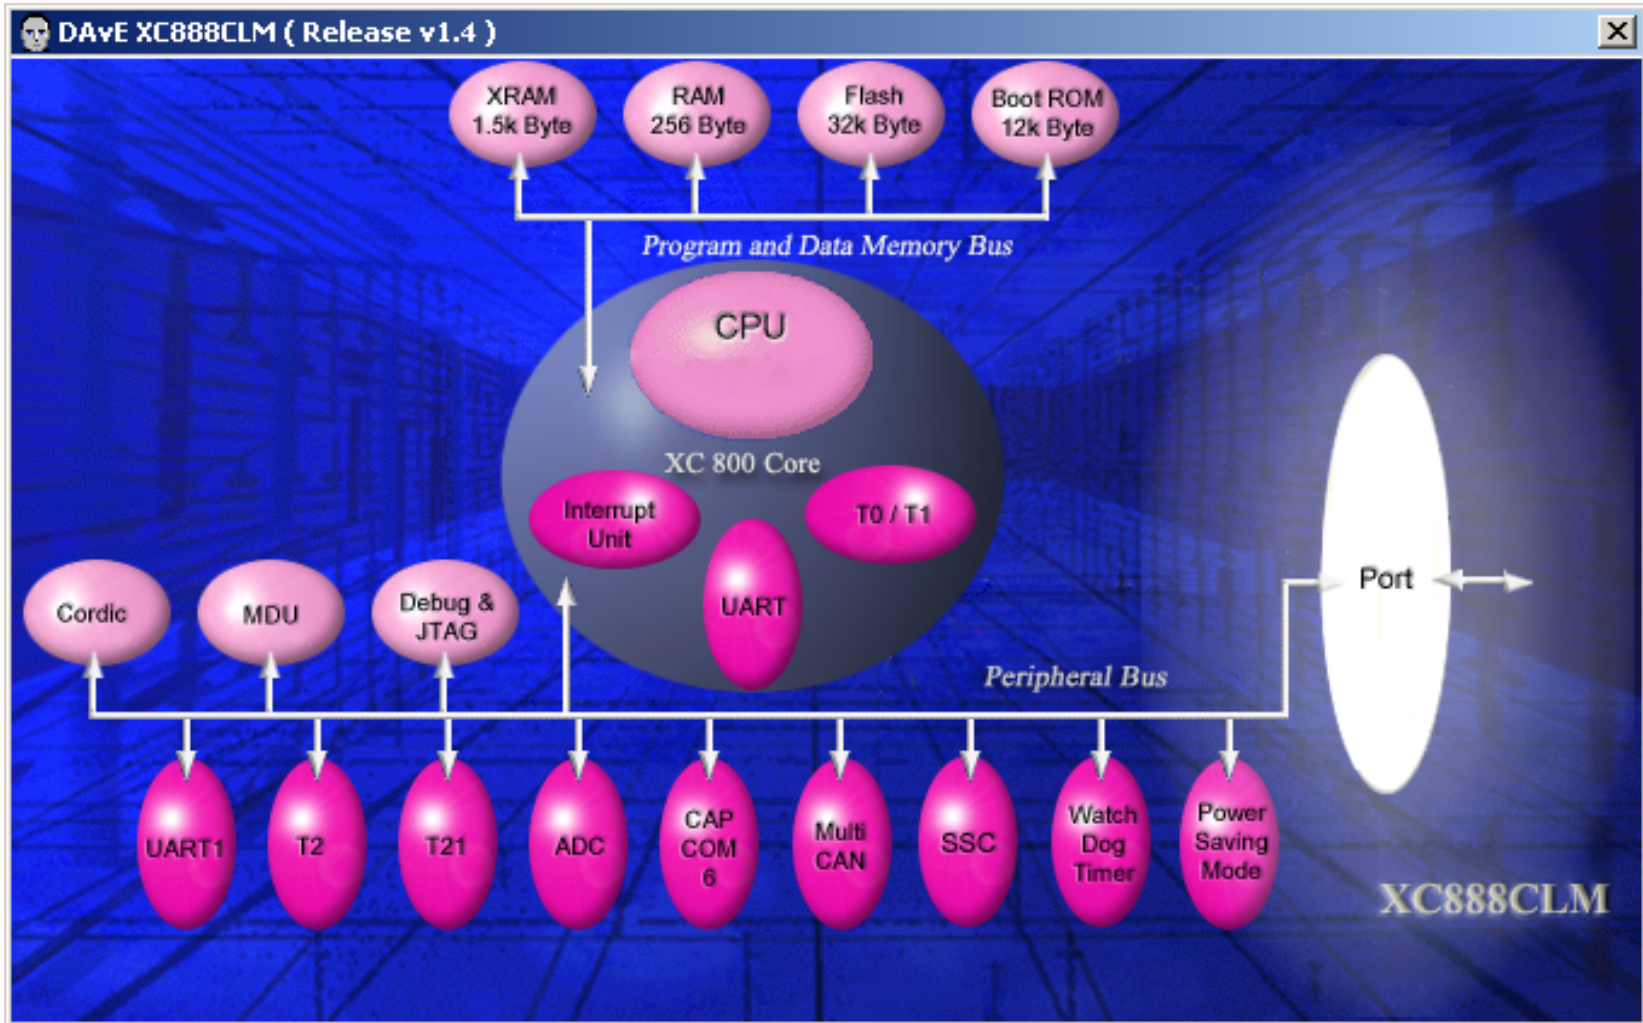 DAvE XC888CLM ( Release v1.4 )
XRAM
1.5k Byte
RAM
256 Byte
Flash
32k Byte
Boot ROM
12k Byte
Program and Data Memory Bus
CPU
XC 800 Core
Interrupt
Unit
T0 / T1
UART
Cordic
MDU
Debug &
JTAG
Port
Peripheral Bus
UART1
T2
T21
ADC
CAP
COM
6
Multi
CAN
SSC
Watch
Dog
Timer
Power
Saving
Mode
XC888CLM